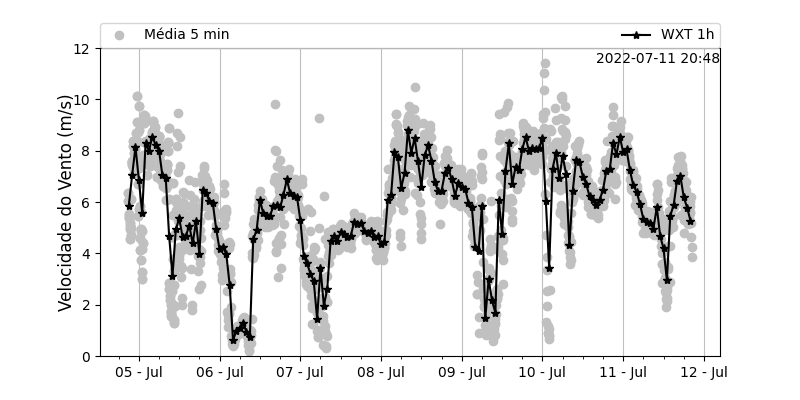 Média 5 min WXT 1h
2022-07-11 20:48
Velocidade do Vento (m/s)
12
10
8
6
4
2
0
05 - Jul 06 - Jul 07 - Jul 08 - Jul 09 - Jul 10 - Jul 11 - Jul 12 - Jul